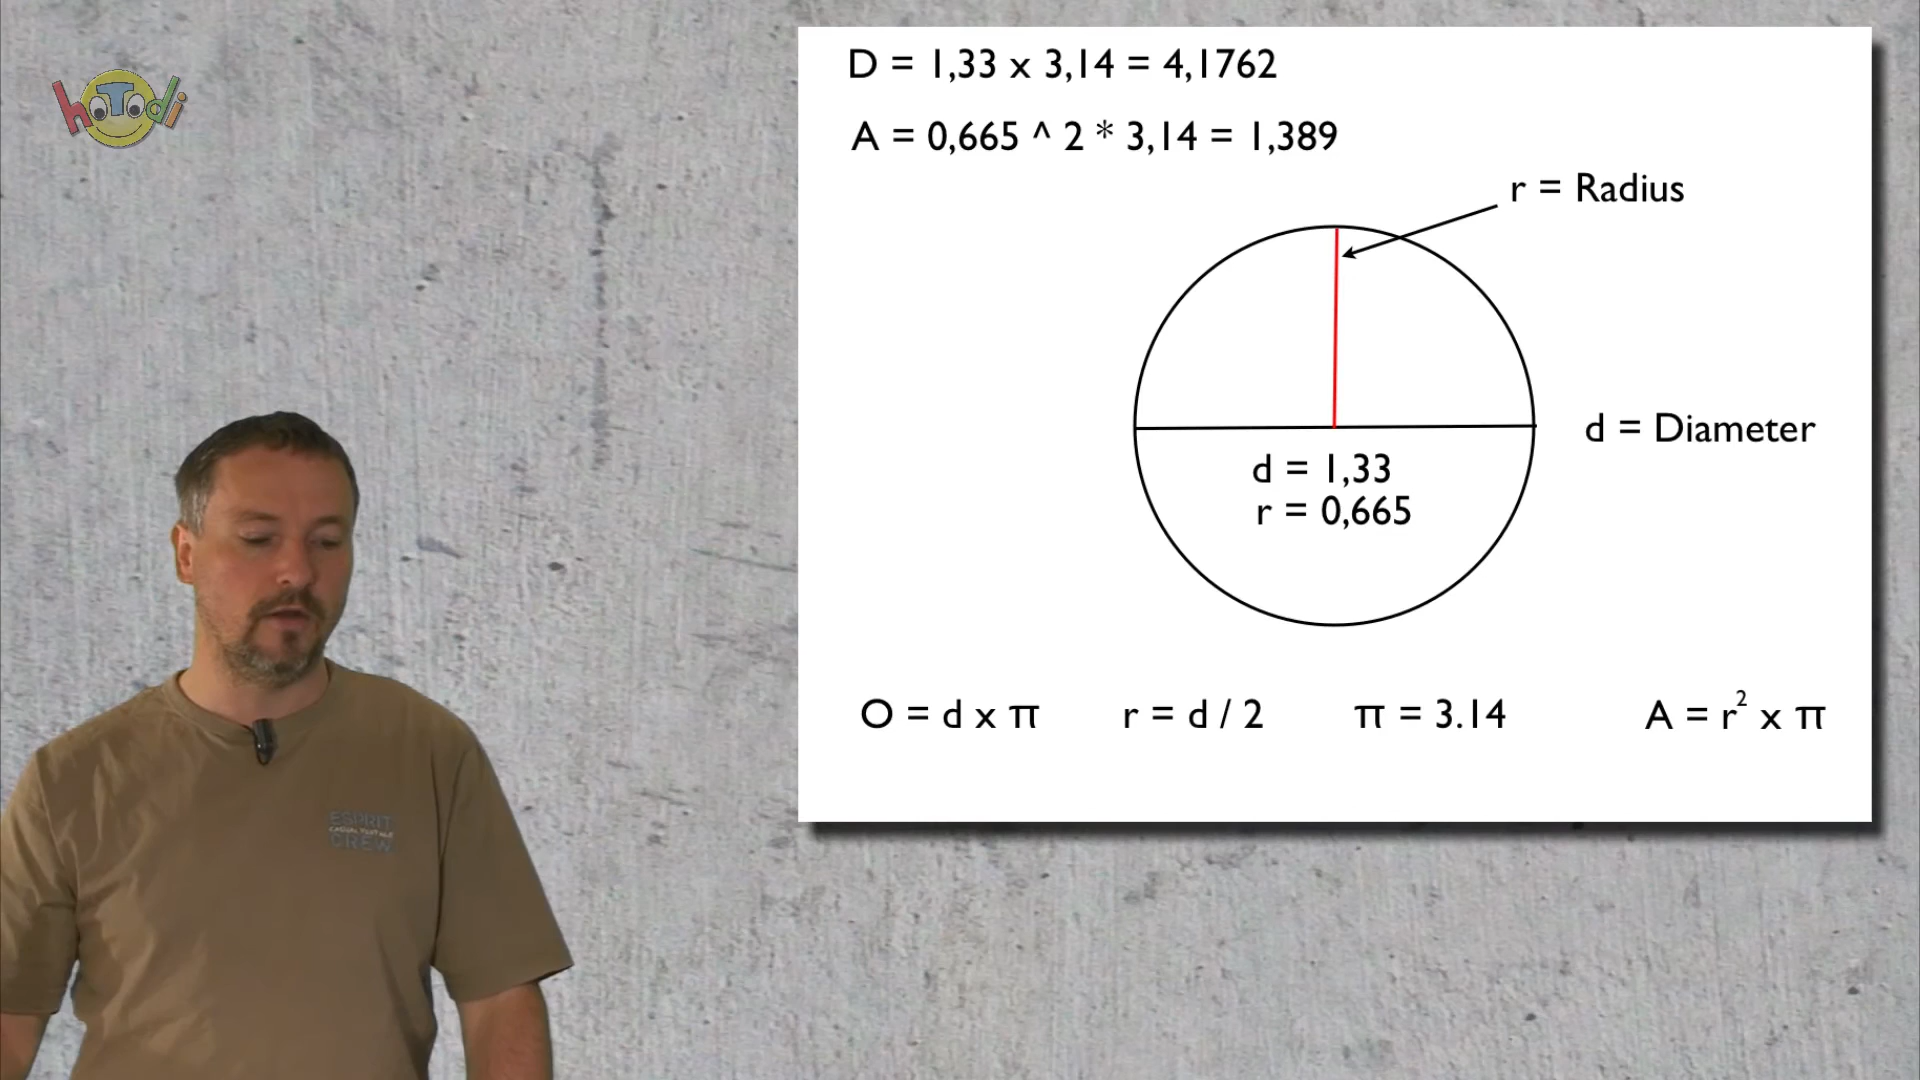 hoTodi
D = 1,33 x 3,14 = 4,1762
A = 0,665 ^ 2 * 3,14 = 1,389
r = Radius
d = Diameter
d = 1,33
r = 0,665
O = d x π
r = d / 2
π = 3.14
A = r² x π
ESPRIT
CREW